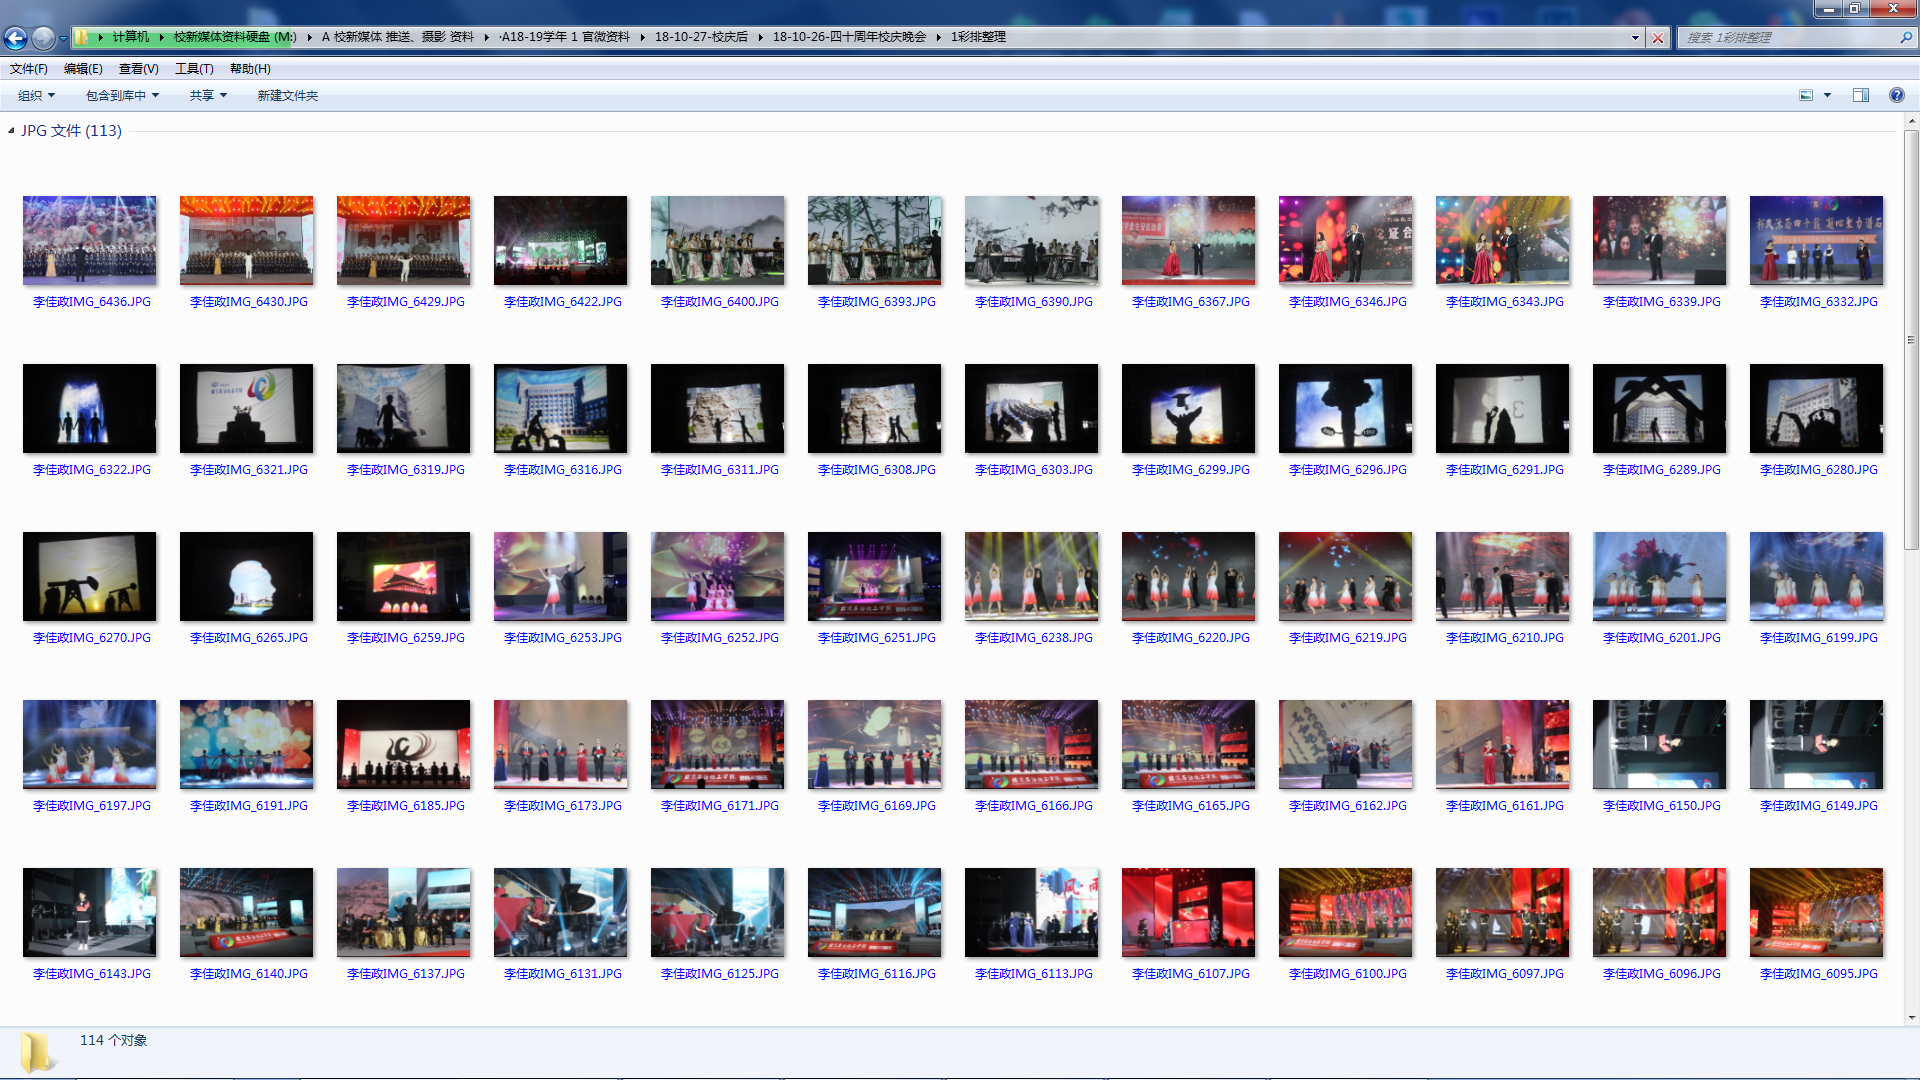 计算机 校新媒体资料硬盘 (M:) A 校新媒体 推送、摄影 资料 ·A18-19学年 1 官微资料 18-10-27-校庆后 18-10-26-四十周年校庆晚会 1彩排整理
搜索 1彩排整理
文件(F) 编辑(E) 查看(V) 工具(T) 帮助(H)
组织 包含到库中 共享 新建文件夹
JPG 文件 (113)
李佳政IMG_6436.JPG 李佳政IMG_6430.JPG 李佳政IMG_6429.JPG 李佳政IMG_6422.JPG 李佳政IMG_6400.JPG 李佳政IMG_6393.JPG 李佳政IMG_6390.JPG 李佳政IMG_6367.JPG 李佳政IMG_6346.JPG 李佳政IMG_6343.JPG 李佳政IMG_6339.JPG 李佳政IMG_6332.JPG
李佳政IMG_6322.JPG 李佳政IMG_6321.JPG 李佳政IMG_6319.JPG 李佳政IMG_6316.JPG 李佳政IMG_6311.JPG 李佳政IMG_6308.JPG 李佳政IMG_6303.JPG 李佳政IMG_6299.JPG 李佳政IMG_6296.JPG 李佳政IMG_6291.JPG 李佳政IMG_6289.JPG 李佳政IMG_6280.JPG
李佳政IMG_6270.JPG 李佳政IMG_6265.JPG 李佳政IMG_6259.JPG 李佳政IMG_6253.JPG 李佳政IMG_6252.JPG 李佳政IMG_6251.JPG 李佳政IMG_6238.JPG 李佳政IMG_6220.JPG 李佳政IMG_6219.JPG 李佳政IMG_6210.JPG 李佳政IMG_6201.JPG 李佳政IMG_6199.JPG
李佳政IMG_6197.JPG 李佳政IMG_6191.JPG 李佳政IMG_6185.JPG 李佳政IMG_6173.JPG 李佳政IMG_6171.JPG 李佳政IMG_6169.JPG 李佳政IMG_6166.JPG 李佳政IMG_6165.JPG 李佳政IMG_6162.JPG 李佳政IMG_6161.JPG 李佳政IMG_6150.JPG 李佳政IMG_6149.JPG
李佳政IMG_6143.JPG 李佳政IMG_6140.JPG 李佳政IMG_6137.JPG 李佳政IMG_6131.JPG 李佳政IMG_6125.JPG 李佳政IMG_6116.JPG 李佳政IMG_6113.JPG 李佳政IMG_6107.JPG 李佳政IMG_6100.JPG 李佳政IMG_6097.JPG 李佳政IMG_6096.JPG 李佳政IMG_6095.JPG
114 个对象